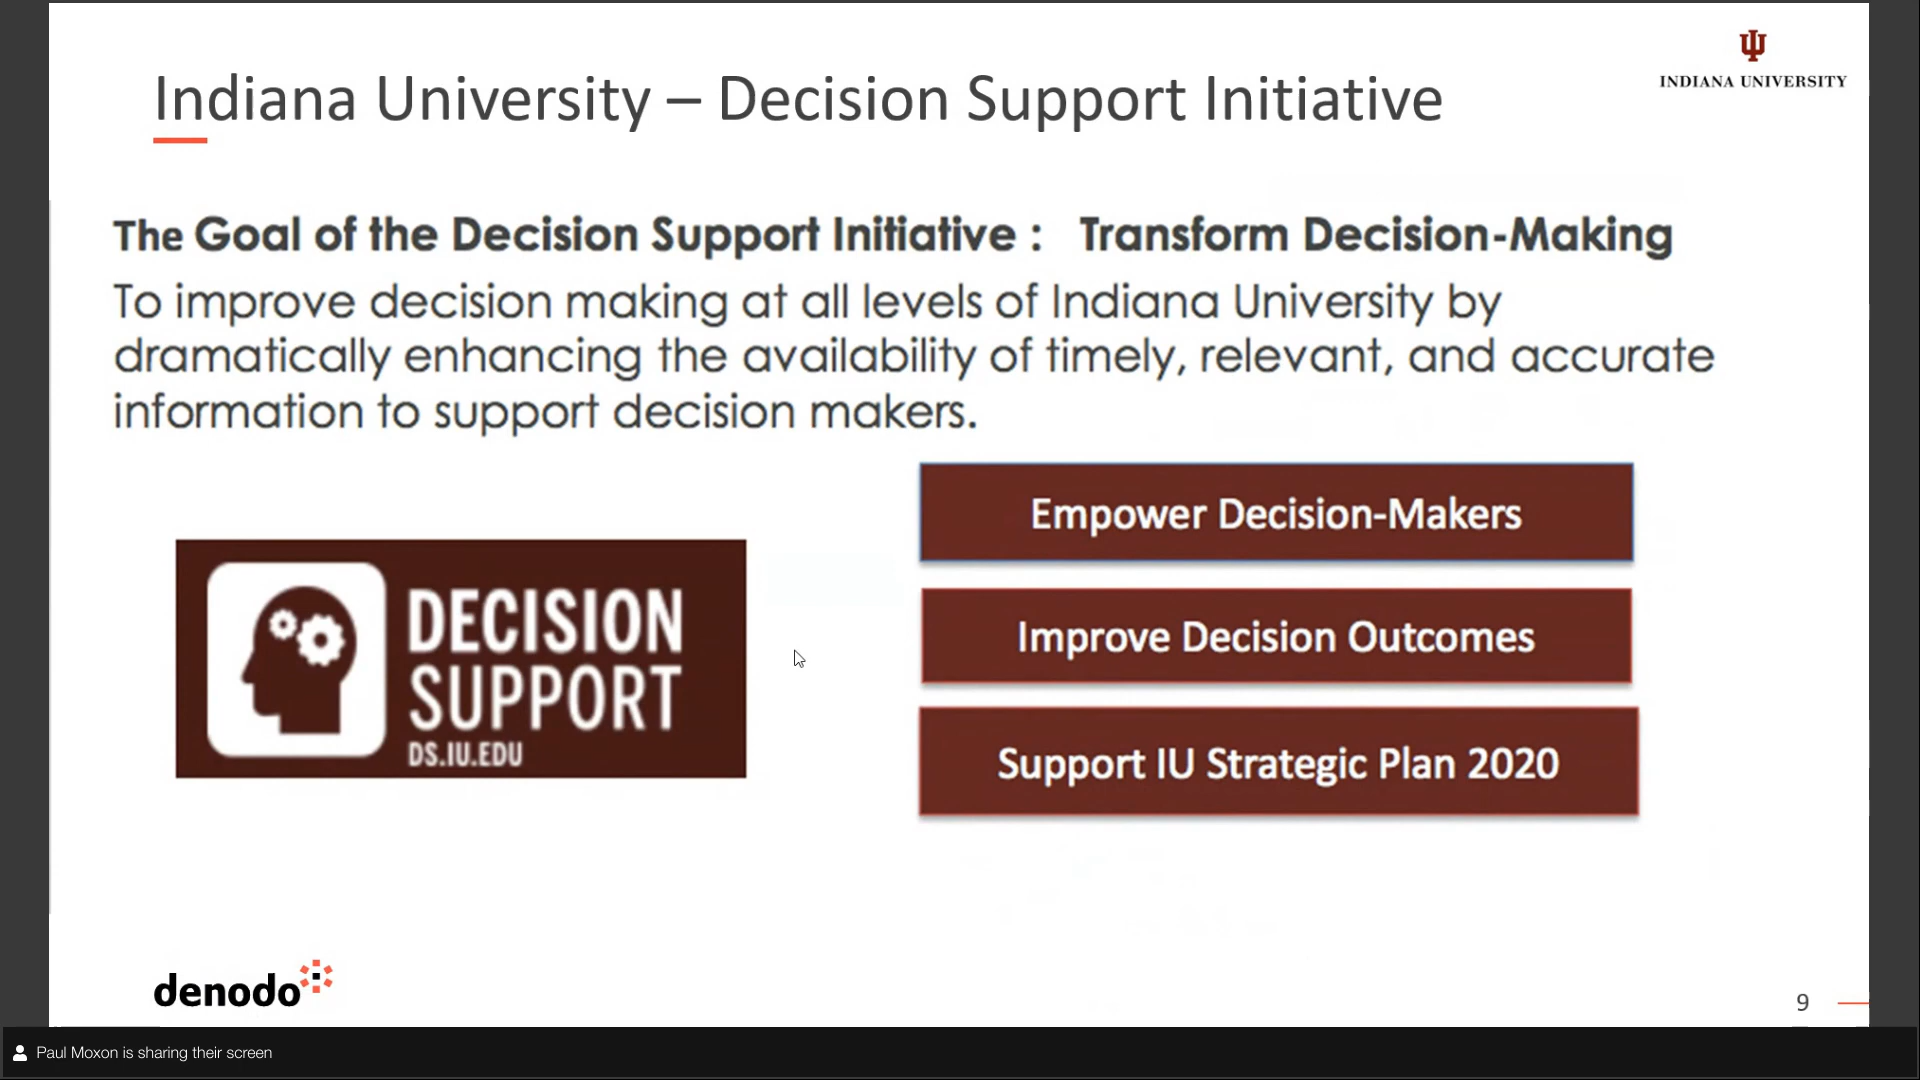 INDIANA UNIVERSITY
Indiana University – Decision Support Initiative
The Goal of the Decision Support Initiative : Transform Decision-Making
To improve decision making at all levels of Indiana University by
dramatically enhancing the availability of timely, relevant, and accurate
information to support decision makers.
DECISION
SUPPORT
DS.IU.EDU
Empower Decision-Makers
Improve Decision Outcomes
Support IU Strategic Plan 2020
denodo
9
Paul Moxon is sharing their screen